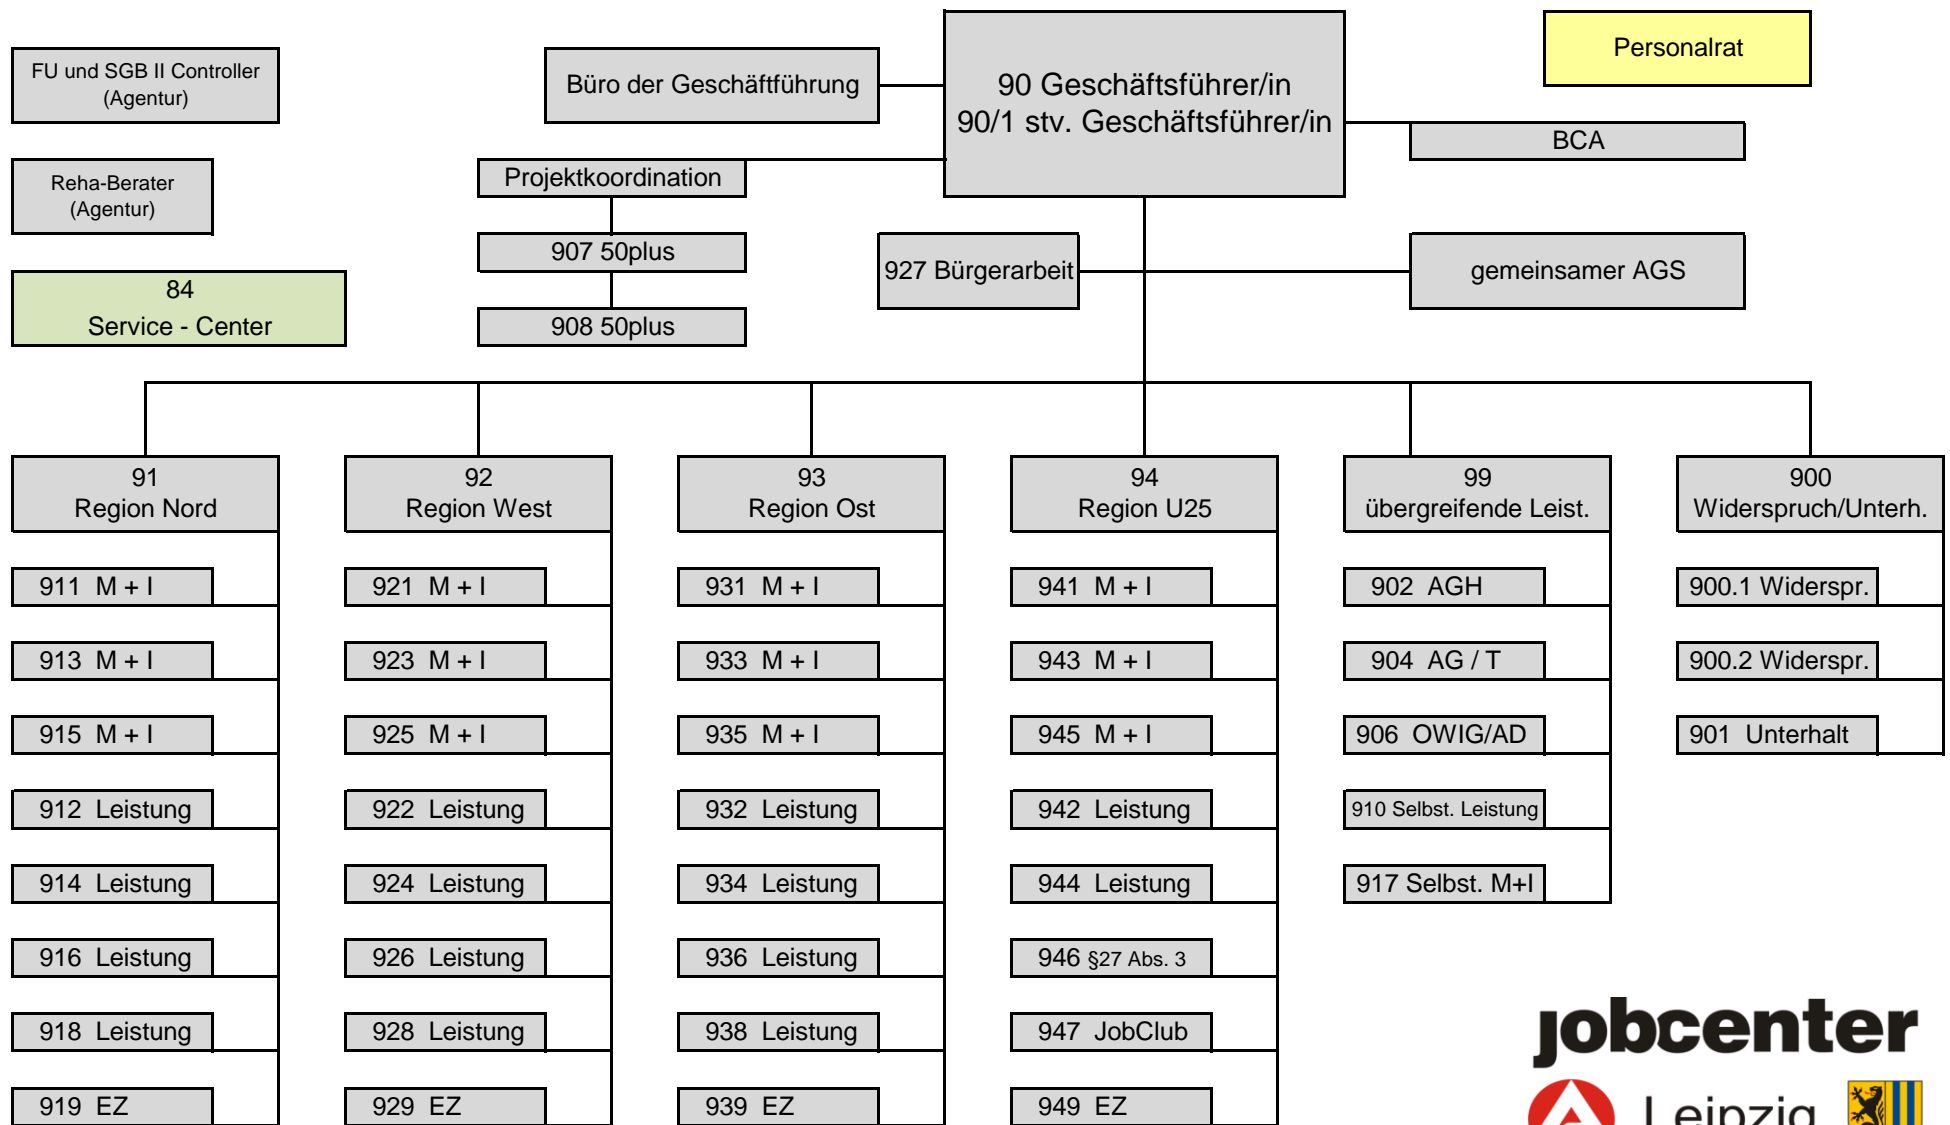 FU und SGB II Controller
(Agentur)
Büro der Geschäftführung
90 Geschäftsführer/in
90/1 stv. Geschäftsführer/in
Personalrat
BCA
Reha-Berater
(Agentur)
Projektkoordination
907 50plus
927 Bürgerarbeit
gemeinsamer AGS
84
Service - Center
908 50plus
91
Region Nord
911 M + I
913 M + I
915 M + I
912 Leistung
914 Leistung
916 Leistung
918 Leistung
919 EZ
92
Region West
921 M + I
923 M + I
925 M + I
922 Leistung
924 Leistung
926 Leistung
928 Leistung
929 EZ
93
Region Ost
931 M + I
933 M + I
935 M + I
932 Leistung
934 Leistung
936 Leistung
938 Leistung
939 EZ
94
Region U25
941 M + I
943 M + I
945 M + I
942 Leistung
944 Leistung
946 §27 Abs. 3
947 JobClub
949 EZ
99
übergreifende Leist.
902 AGH
904 AG / T
906 OWIG/AD
910 Selbst. Leistung
917 Selbst. M+I
900
Widerspruch/Unterh.
900.1 Widerspr.
900.2 Widerspr.
901 Unterhalt
jobcenter
Leipzig